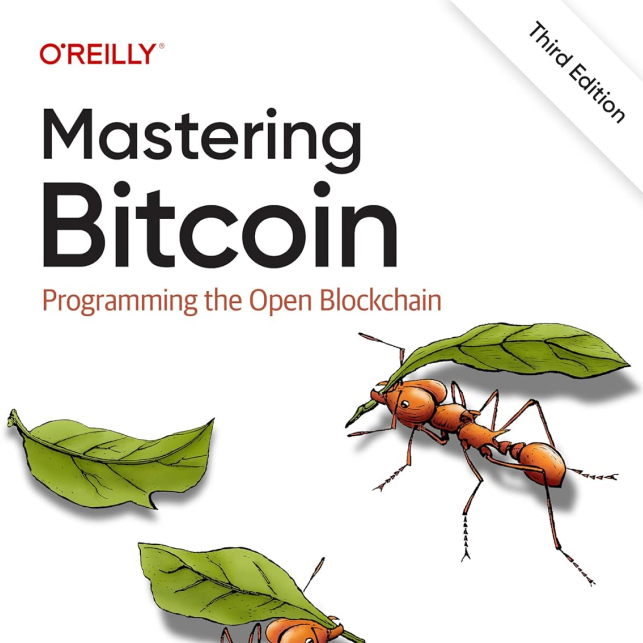 O'REILLY®
Third Edition
Mastering
Bitcoin
Programming the Open Blockchain